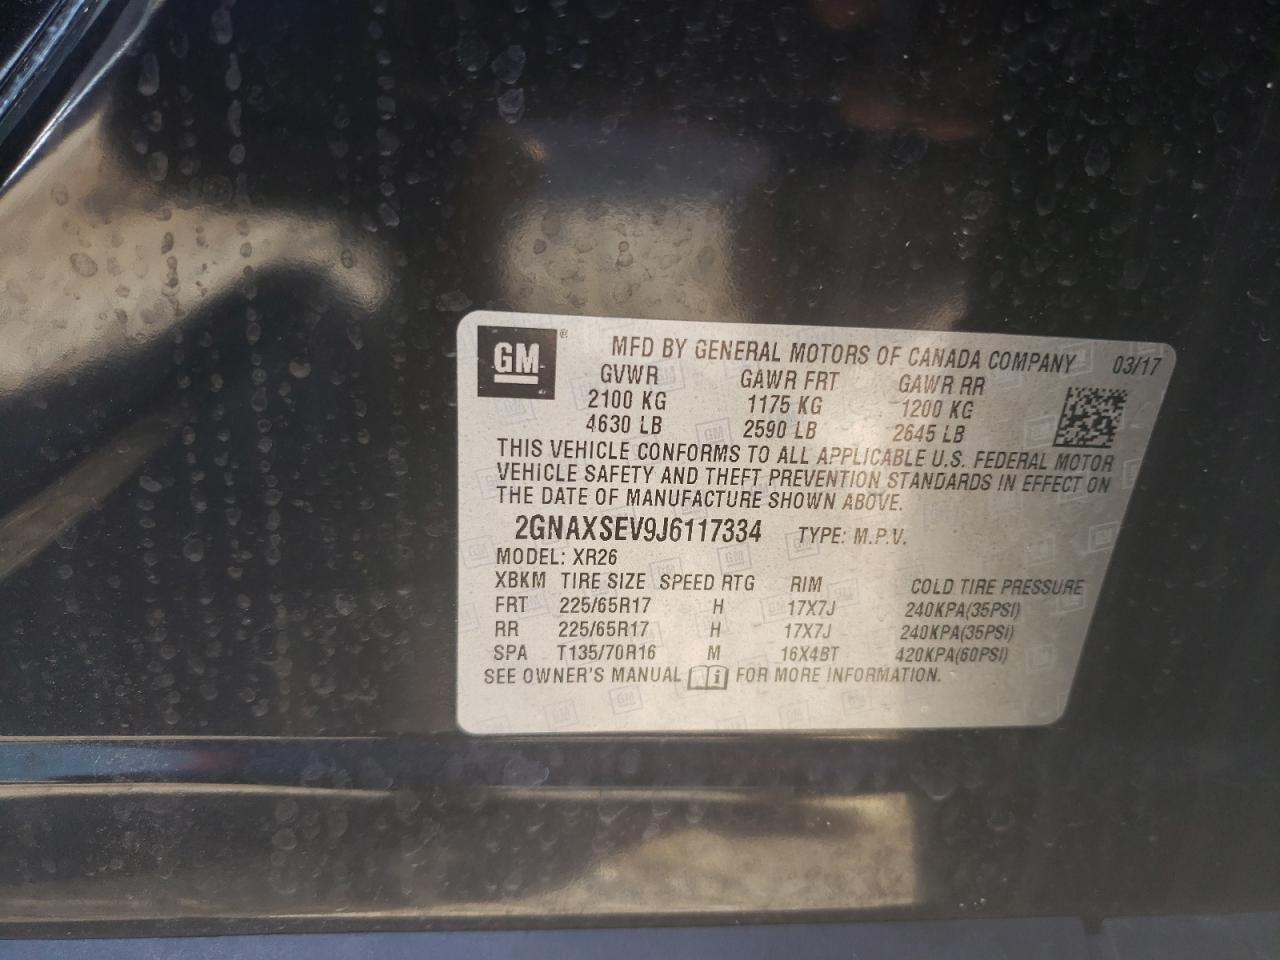 GM ®
MFD BY GENERAL MOTORS OF CANADA COMPANY 03/17
GVWR GAWR FRT GAWR RR
2100 KG 1175 KG 1200 KG
4630 LB 2590 LB 2645 LB
THIS VEHICLE CONFORMS TO ALL APPLICABLE U.S. FEDERAL MOTOR
VEHICLE SAFETY AND THEFT PREVENTION STANDARDS IN EFFECT ON
THE DATE OF MANUFACTURE SHOWN ABOVE.
2GNAXSEV9J6117334 TYPE: M.P.V.
MODEL: XR26
XBKM TIRE SIZE SPEED RTG RIM COLD TIRE PRESSURE
FRT 225/65R17 H 17X7J 240KPA(35PSI)
RR 225/65R17 H 17X7J 240KPA(35PSI)
SPA T135/70R16 M 16X4BT 420KPA(60PSI)
SEE OWNER'S MANUAL FOR MORE INFORMATION.